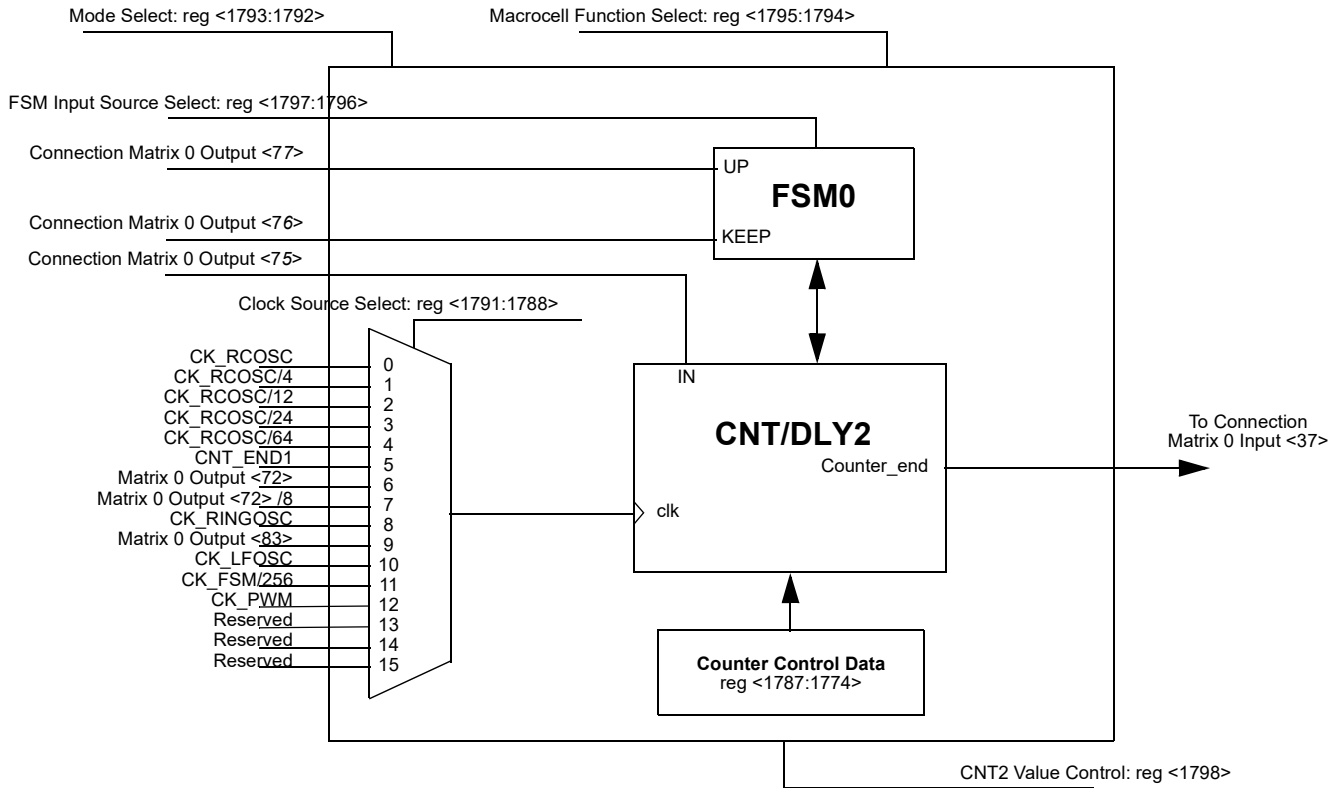 Mode Select: reg <1793:1792>
Macrocell Function Select: reg <1795:1794>
FSM Input Source Select: reg <1797:1796>
Connection Matrix 0 Output <77>
UP
FSM0
Connection Matrix 0 Output <76>
KEEP
Connection Matrix 0 Output <75>
Clock Source Select: reg <1791:1788>
CK_RCOSC 0
CK_RCOSC/4 1
CK_RCOSC/12 2
CK_RCOSC/24 3
CK_RCOSC/64 4
CNT_END1 5
Matrix 0 Output <72> 6
Matrix 0 Output <72> /8 7
CK_RINGOSC 8
Matrix 0 Output <83> 9
CK_LFOSC 10
CK_FSM/256 11
CK_PWM 12
Reserved 13
Reserved 14
Reserved 15
IN
CNT/DLY2
Counter_end
clk
To Connection
Matrix 0 Input <37>
Counter Control Data
reg <1787:1774>
CNT2 Value Control: reg <1798>